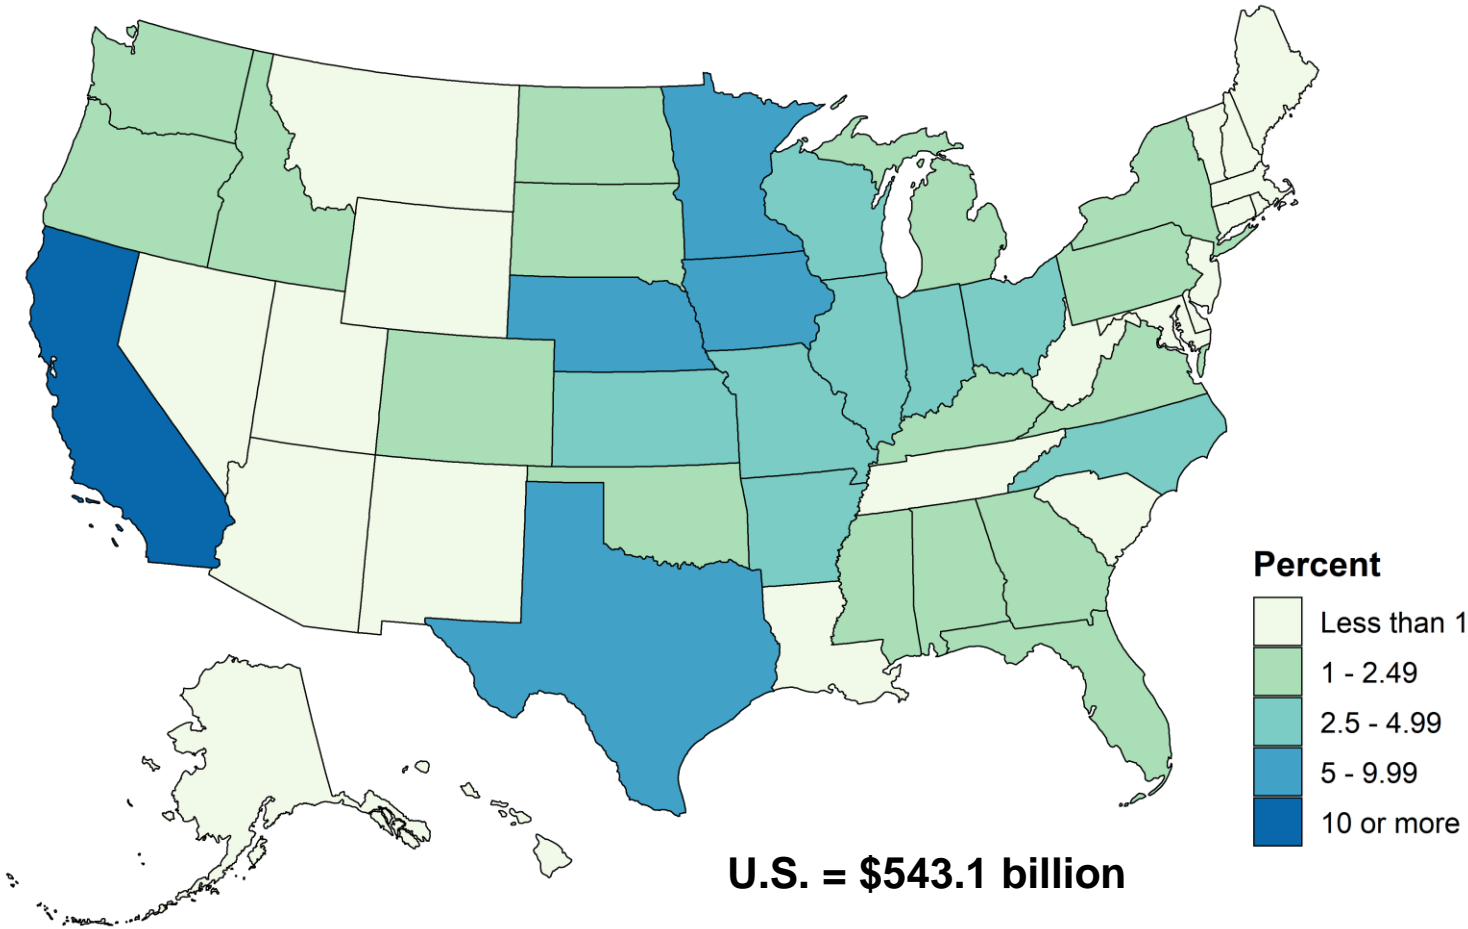 Percent
Less than 1
1 - 2.49
2.5 - 4.99
5 - 9.99
10 or more
U.S. = $543.1 billion